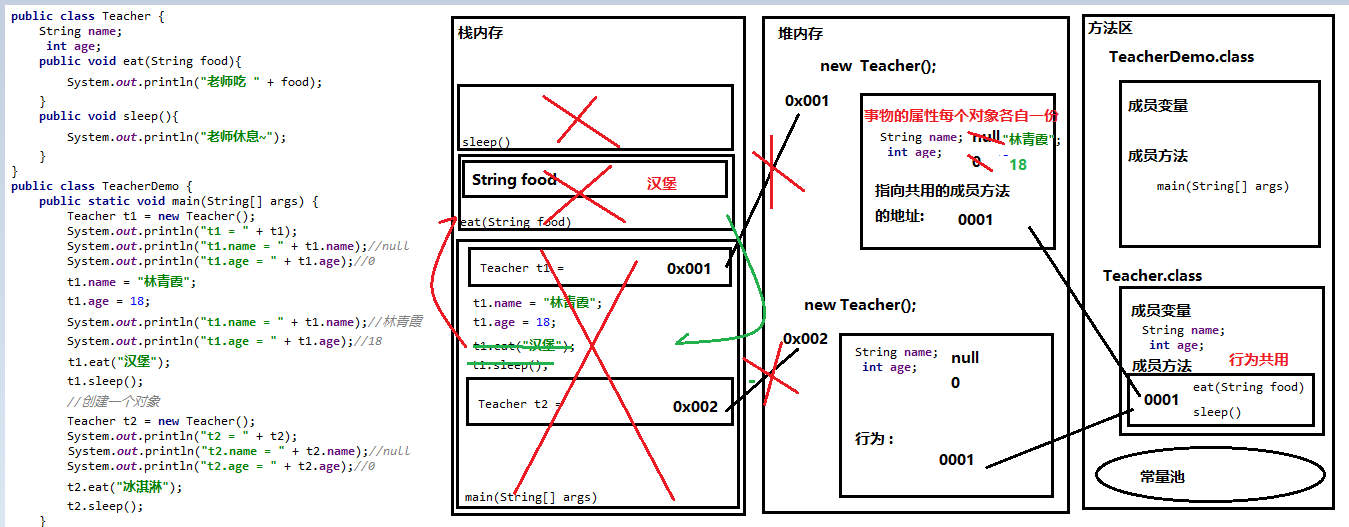 public class Teacher {
String name;
int age;
public void eat(String food){
System.out.println("老师吃 " + food);
}
public void sleep(){
System.out.println("老师休息~");
}
}
public class TeacherDemo {
public static void main(String[] args) {
Teacher t1 = new Teacher();
System.out.println("t1 = " + t1);
System.out.println("t1.name = " + t1.name);//null
System.out.println("t1.age = " + t1.age);//0
t1.name = "林青霞";
t1.age = 18;
System.out.println("t1.name = " + t1.name);//林青霞
System.out.println("t1.age = " + t1.age);//18
t1.eat("汉堡");
t1.sleep();
//创建一个对象
Teacher t2 = new Teacher();
System.out.println("t2 = " + t2);
System.out.println("t2.name = " + t2.name);//null
System.out.println("t2.age = " + t2.age);//0
t2.eat("冰淇淋");
t2.sleep();
}
栈内存
sleep()
String food 汉堡
eat(String food)
Teacher t1 = 0x001
t1.name = "林青霞";
t1.age = 18;
t1.eat("汉堡");
t1.sleep();
Teacher t2 = 0x002
main(String[] args)
堆内存
new Teacher();
0x001
事物的属性每个对象各自一份
String name; null "林青霞";
int age; 0 18
指向共用的成员方法
的地址: 0001
new Teacher();
0x002
String name; null
int age; 0
行为：
0001
方法区
TeacherDemo.class
成员变量
成员方法
main(String[] args)
Teacher.class
成员变量
String name;
int age;
成员方法 行为共用
0001 eat(String food)
sleep()
常量池